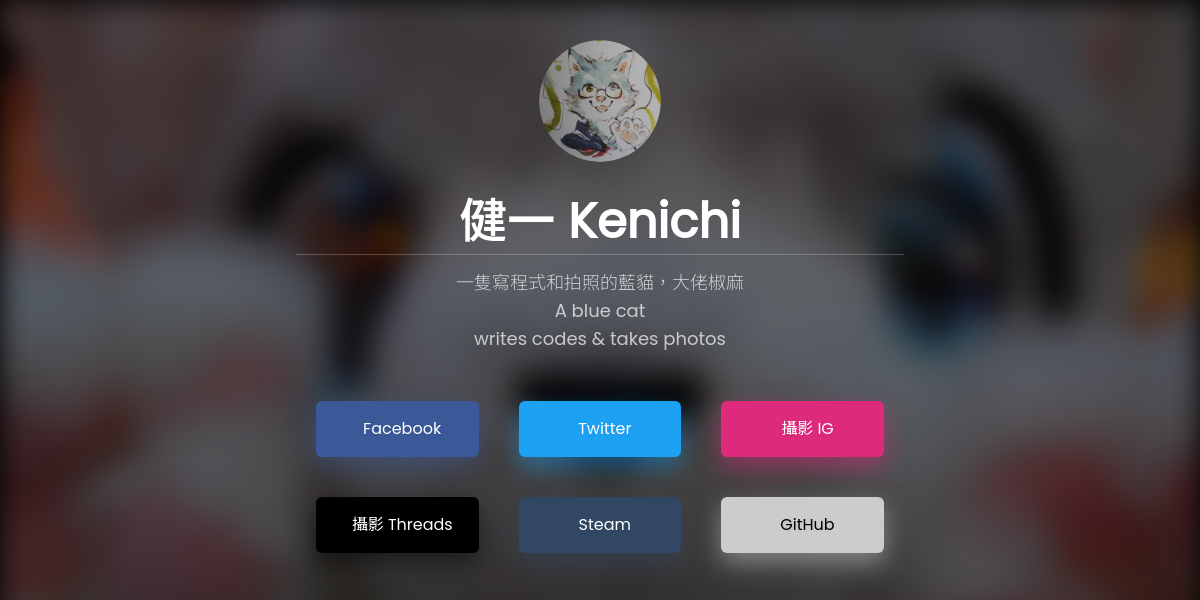 健一 Kenichi
一隻寫程式和拍照的藍貓，大佬椒麻
A blue cat
writes codes & takes photos
Facebook
Twitter
攝影 IG
攝影 Threads
Steam
GitHub